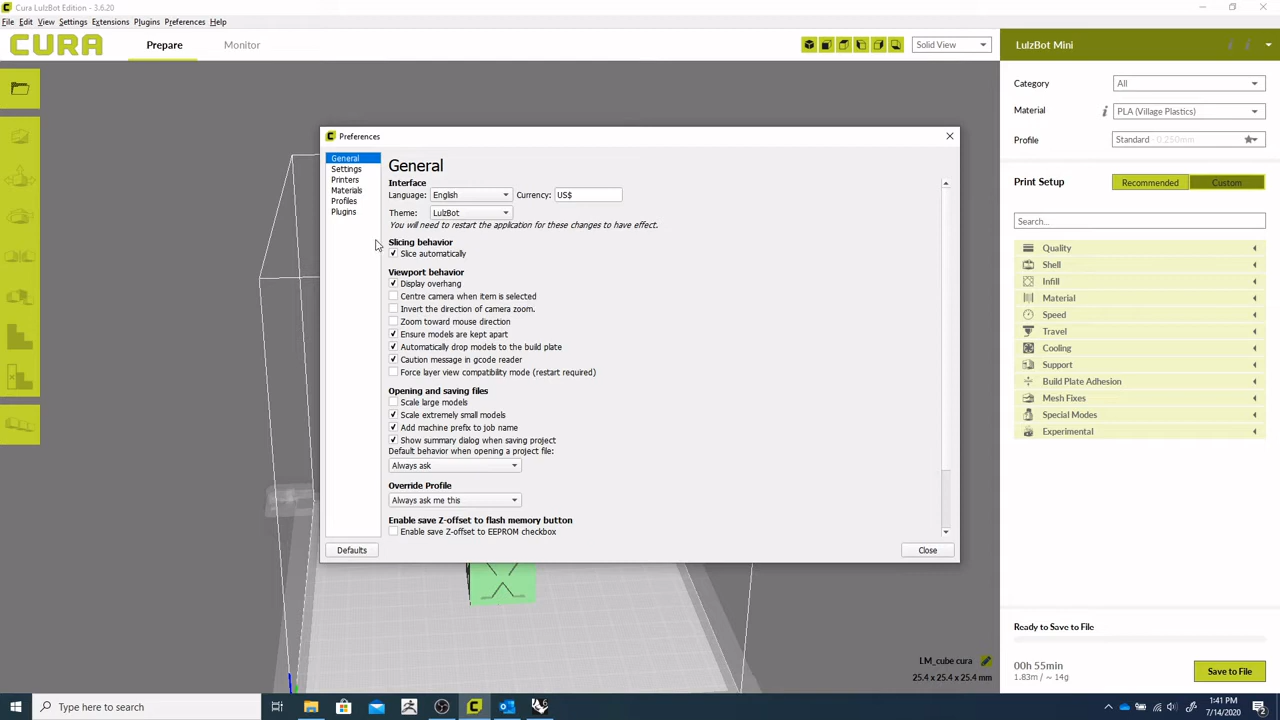 Cura LulzBot Edition - 3.6.20
File Edit View Settings Extensions Plugins Preferences Help
CURA
Prepare
Monitor
Solid View
LulzBot Mini
Category
All
Material
PLA (Village Plastics)
Profile
Standard - 0.250mm
Print Setup
Recommended
Custom
Search...
Quality
Shell
Infill
Material
Speed
Travel
Cooling
Support
Build Plate Adhesion
Mesh Fixes
Special Modes
Experimental
Preferences
General
Settings
Printers
Materials
Profiles
Plugins
General
Interface
Language: English Currency: US$
Theme: LulzBot
You will need to restart the application for these changes to have effect.
Slicing behavior
Slice automatically
Viewport behavior
Display overhang
Centre camera when item is selected
Invert the direction of camera zoom.
Zoom toward mouse direction
Ensure models are kept apart
Automatically drop models to the build plate
Caution message in gcode reader
Force layer view compatibility mode (restart required)
Opening and saving files
Scale large models
Scale extremely small models
Add machine prefix to job name
Show summary dialog when saving project
Default behavior when opening a project file:
Always ask
Override Profile
Always ask me this
Enable save Z-offset to flash memory button
Enable save Z-offset to EEPROM checkbox
Defaults
Close
X
LM_cube cura
25.4 x 25.4 x 25.4 mm
Ready to Save to File
00h 55min
1.83m / ~ 14g
Save to File
Type here to search
1:41 PM
7/14/2020
2